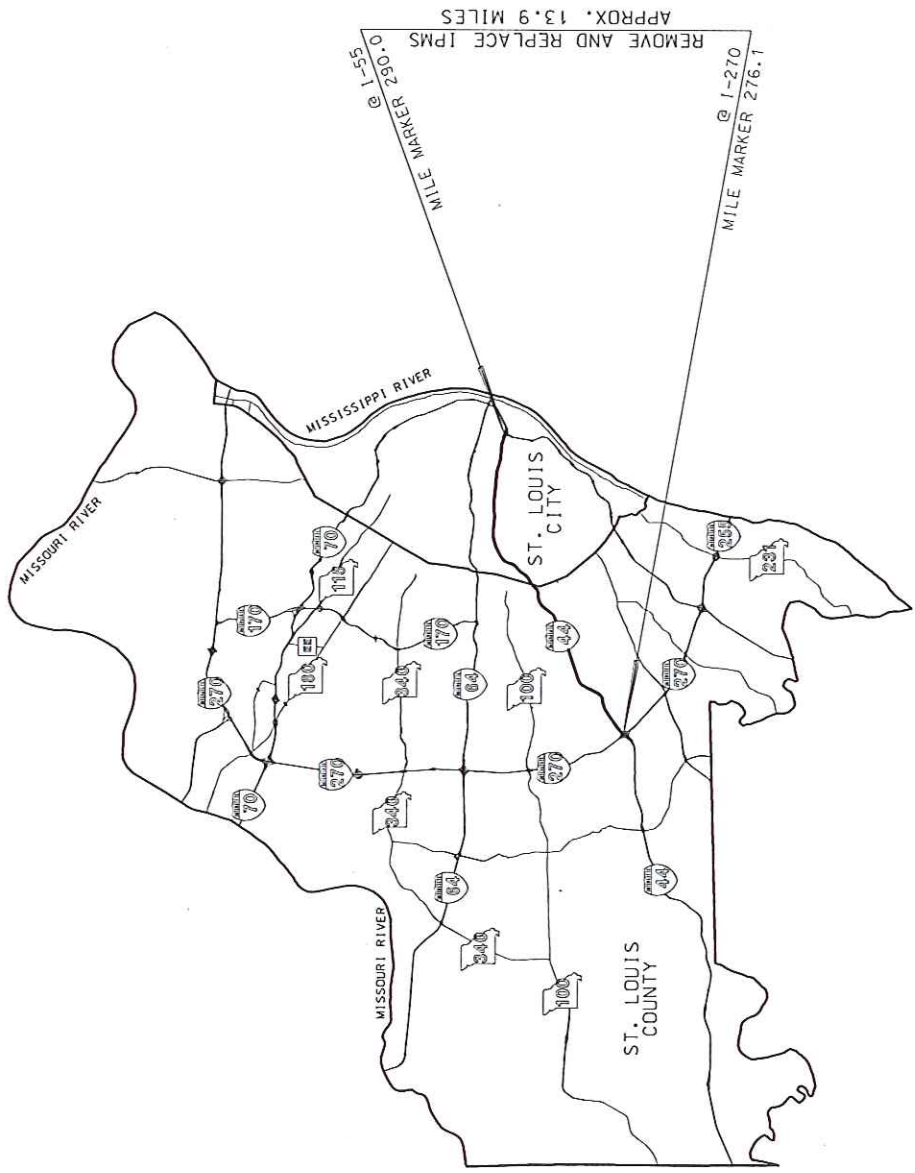 REMOVE AND REPLACE IPMS
APPROX. 13.9 MILES
@ I-55
MILE MARKER 290.0
@ I-270
MILE MARKER 276.1
MISSOURI RIVER
MISSISSIPPI RIVER
MISSOURI RIVER
ST. LOUIS
CITY
ST. LOUIS
COUNTY
270
170
70
115
EE
180
270
70
340
170
340
64
64
340
100
100
270
44
44
270
255
231